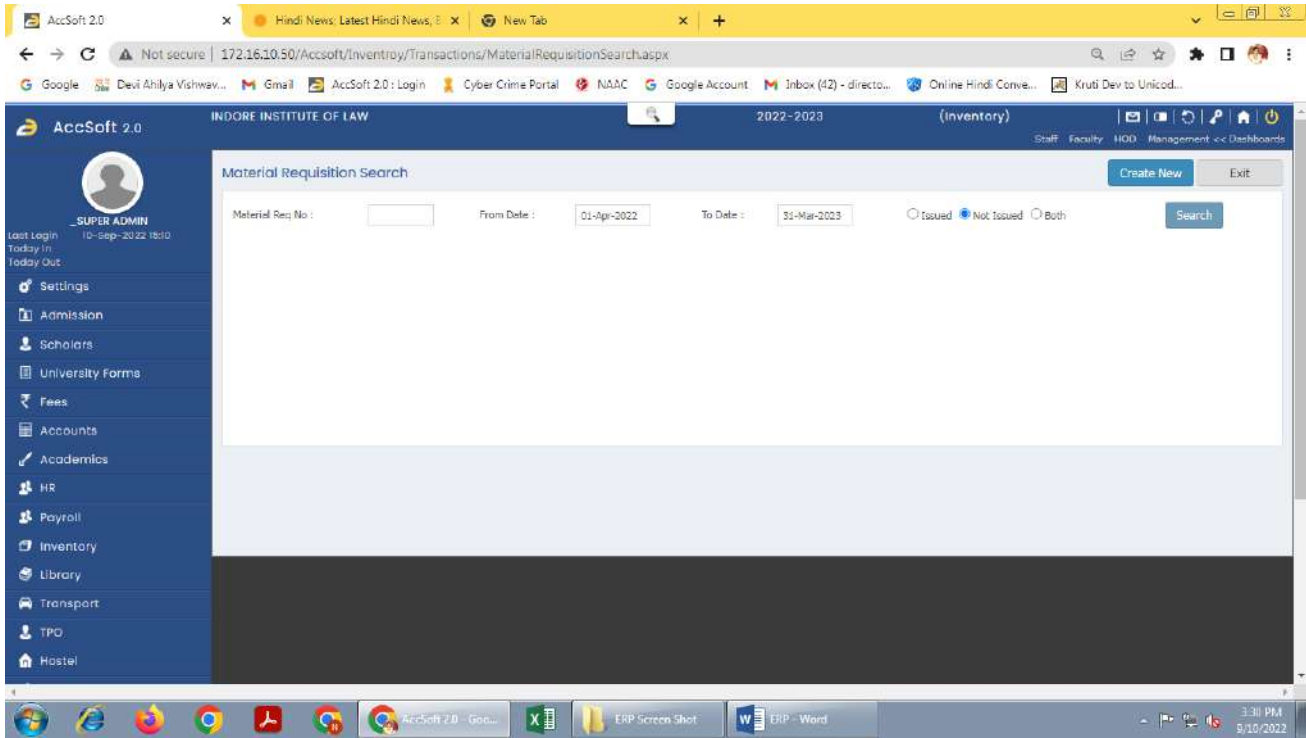 AccSoft 2.0
Hindi News: Latest Hindi News,
New Tab
Not secure | 172.16.10.50/Accsoft/Inventroy/Transactions/MaterialRequisitionSearch.aspx
Google Devi Ahilya Vishwav... Gmail AccSoft 2.0 : Login Cyber Crime Portal NAAC Google Account Inbox (42) - directo... Online Hindi Conve... Kruti Dev to Unicod...
AccSoft 2.0
INDORE INSTITUTE OF LAW 2022-2023 (Inventory)
Staff Faculty HOD Management << Dashboards
_SUPER ADMIN
Last Login 10-Sep-2022
Today In
Today Out
Settings
Admission
Scholars
University Forms
Fees
Accounts
Academics
HR
Payroll
Inventory
Library
Transport
TPO
Hostel
Material Requisition Search
Create New Exit
Material Req No : From Date : 01-Apr-2022 To Date : 31-Mar-2023 Issued Not Issued Both Search
AccSoft 2.0 - Goo...
ERP Screen Shot
ERP - Word
3:30 PM
9/10/2022